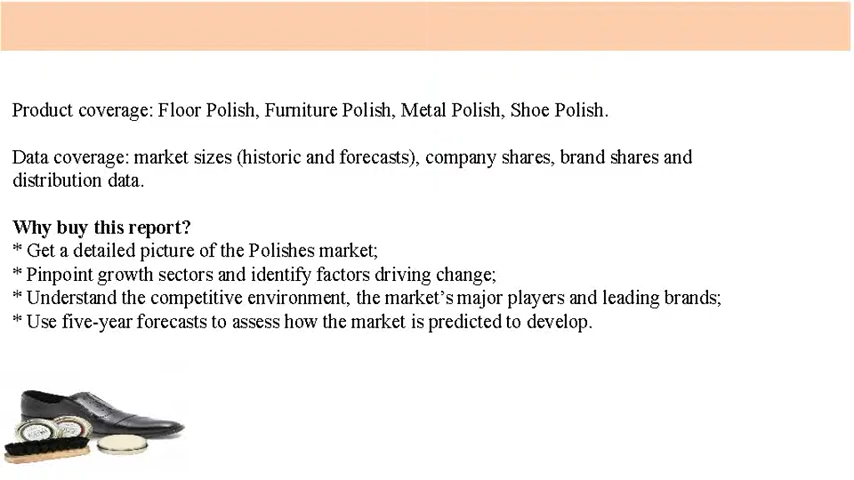 Product coverage: Floor Polish, Furniture Polish, Metal Polish, Shoe Polish.
Data coverage: market sizes (historic and forecasts), company shares, brand shares and
distribution data.
Why buy this report?
* Get a detailed picture of the Polishes market;
* Pinpoint growth sectors and identify factors driving change;
* Understand the competitive environment, the market’s major players and leading brands;
* Use five-year forecasts to assess how the market is predicted to develop.